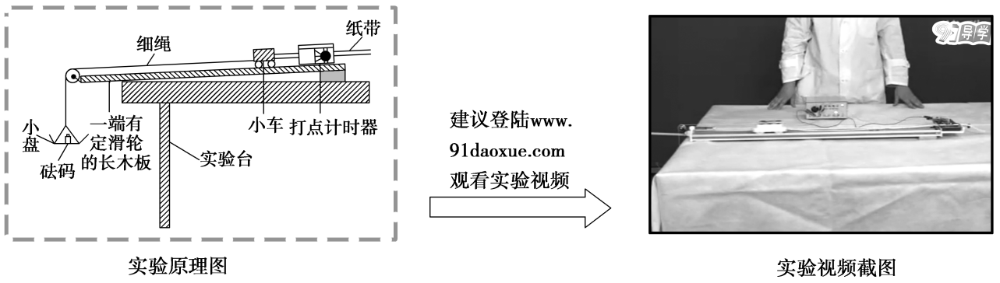 纸带
细绳
小车
打点计时器
小
盘
一端有
定滑轮
的长木板
砝码
实验台
实验原理图
建议登陆www.
91daoxue.com
观看实验视频
91导学
实验视频截图